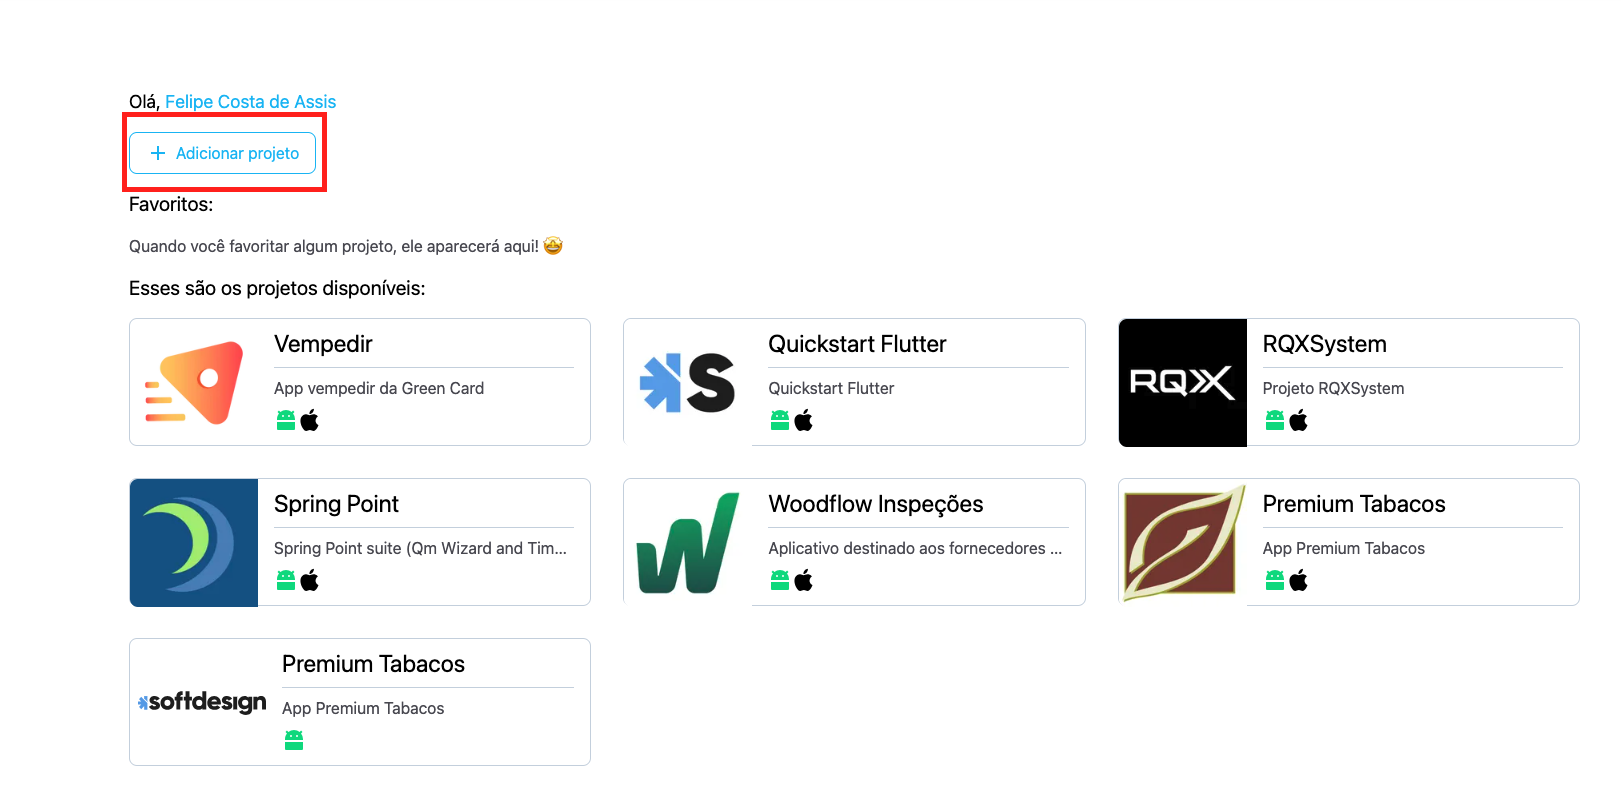 Olá, Felipe Costa de Assis
+ Adicionar projeto
Favoritos:
Quando você favoritar algum projeto, ele aparecerá aqui! 🤩
Esses são os projetos disponíveis:
Vempedir
App vempedir da Green Card
S
Quickstart Flutter
Quickstart Flutter
RQX
RQXSystem
Projeto RQXSystem
Spring Point
Spring Point suite (Qm Wizard and Tim...
W
Woodflow Inspeções
Aplicativo destinado aos fornecedores ...
Premium Tabacos
App Premium Tabacos
softdesign
Premium Tabacos
App Premium Tabacos